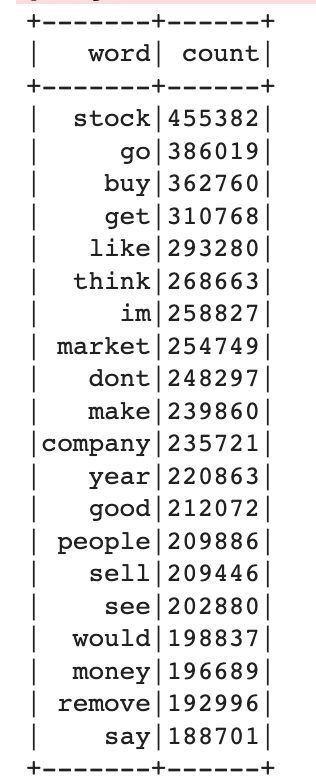 +-------+------+
|   word| count|
+-------+------+
|  stock|455382|
|     go|386019|
|    buy|362760|
|    get|310768|
|   like|293280|
|  think|268663|
|     im|258827|
| market|254749|
|   dont|248297|
|   make|239860|
|company|235721|
|   year|220863|
|   good|212072|
| people|209886|
|   sell|209446|
|    see|202880|
|  would|198837|
|  money|196689|
| remove|192996|
|    say|188701|
+-------+------+